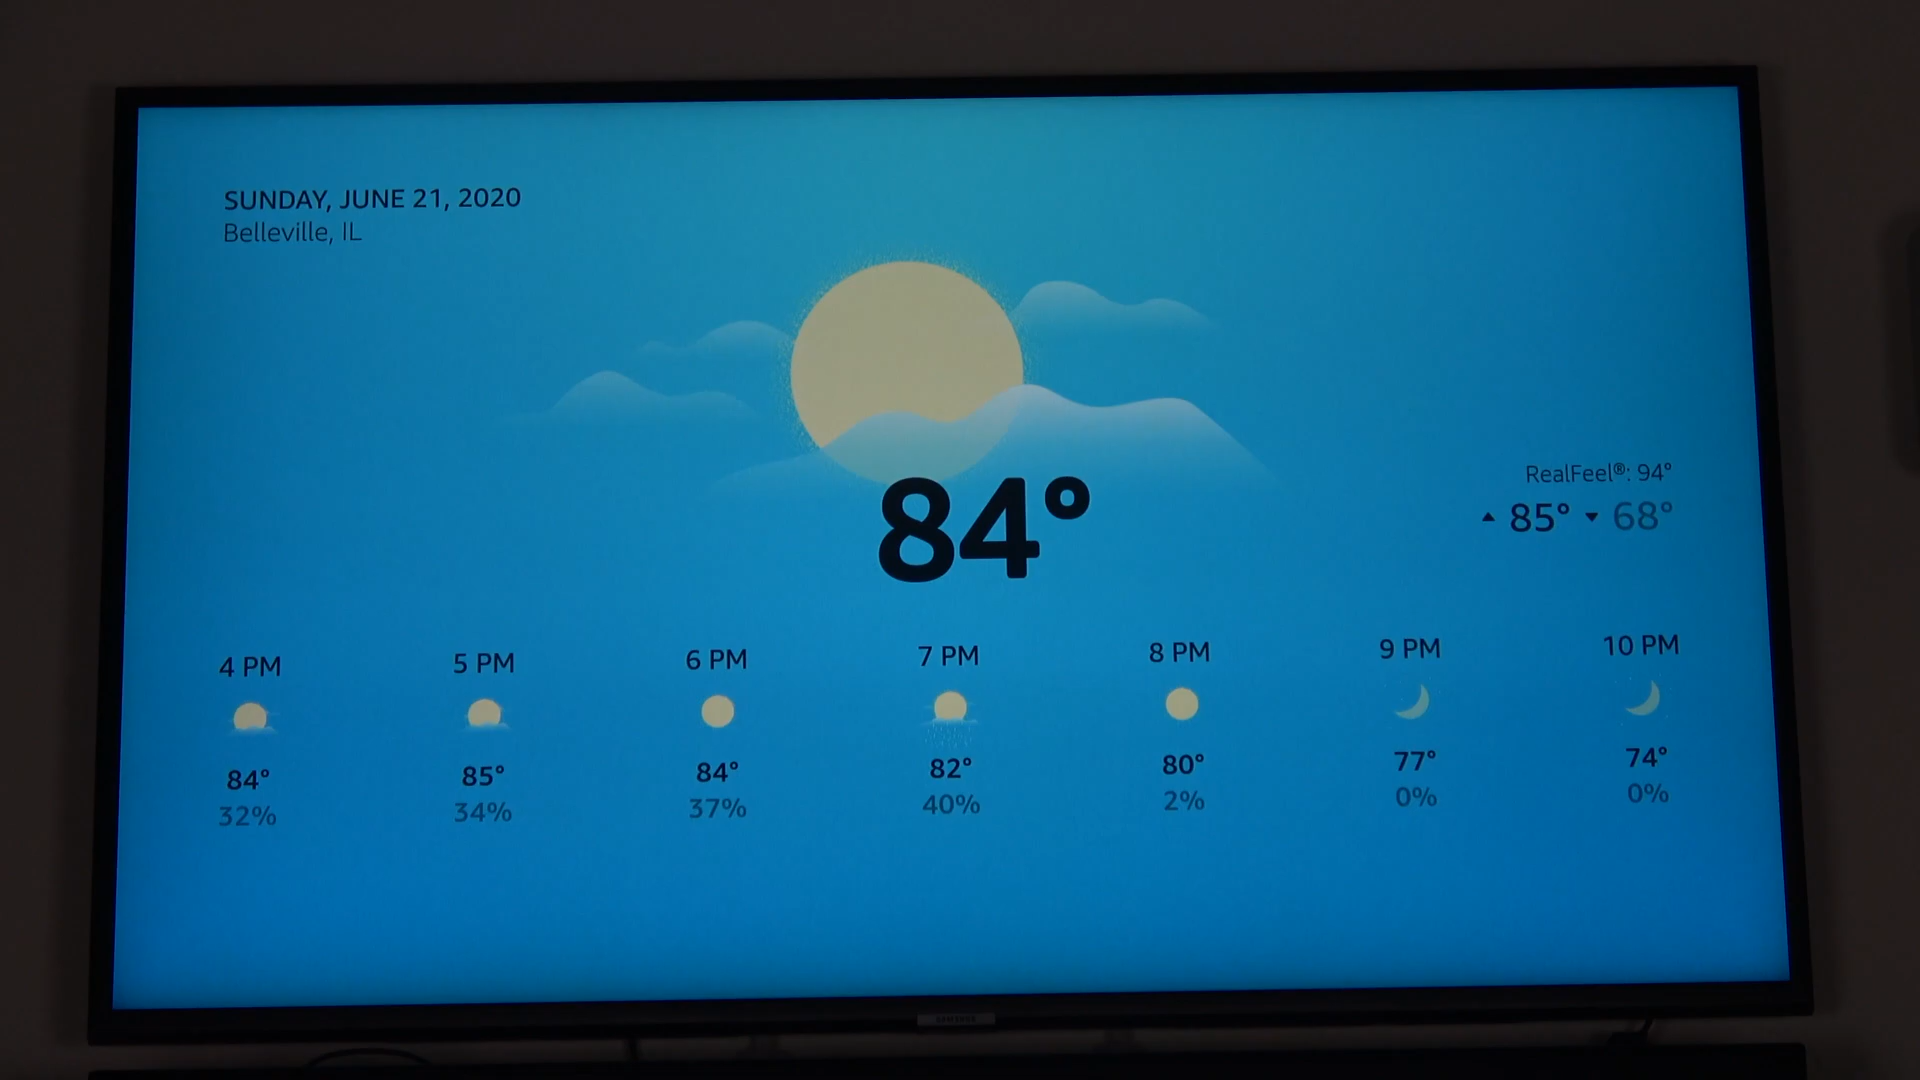 SUNDAY, JUNE 21, 2020
Belleville, IL
84°
RealFeel®: 94°
▲ 85° ▼ 68°
4 PM 5 PM 6 PM 7 PM 8 PM 9 PM 10 PM
84° 85° 84° 82° 80° 77° 74°
32% 34% 37% 40% 2% 0% 0%
SAMSUNG